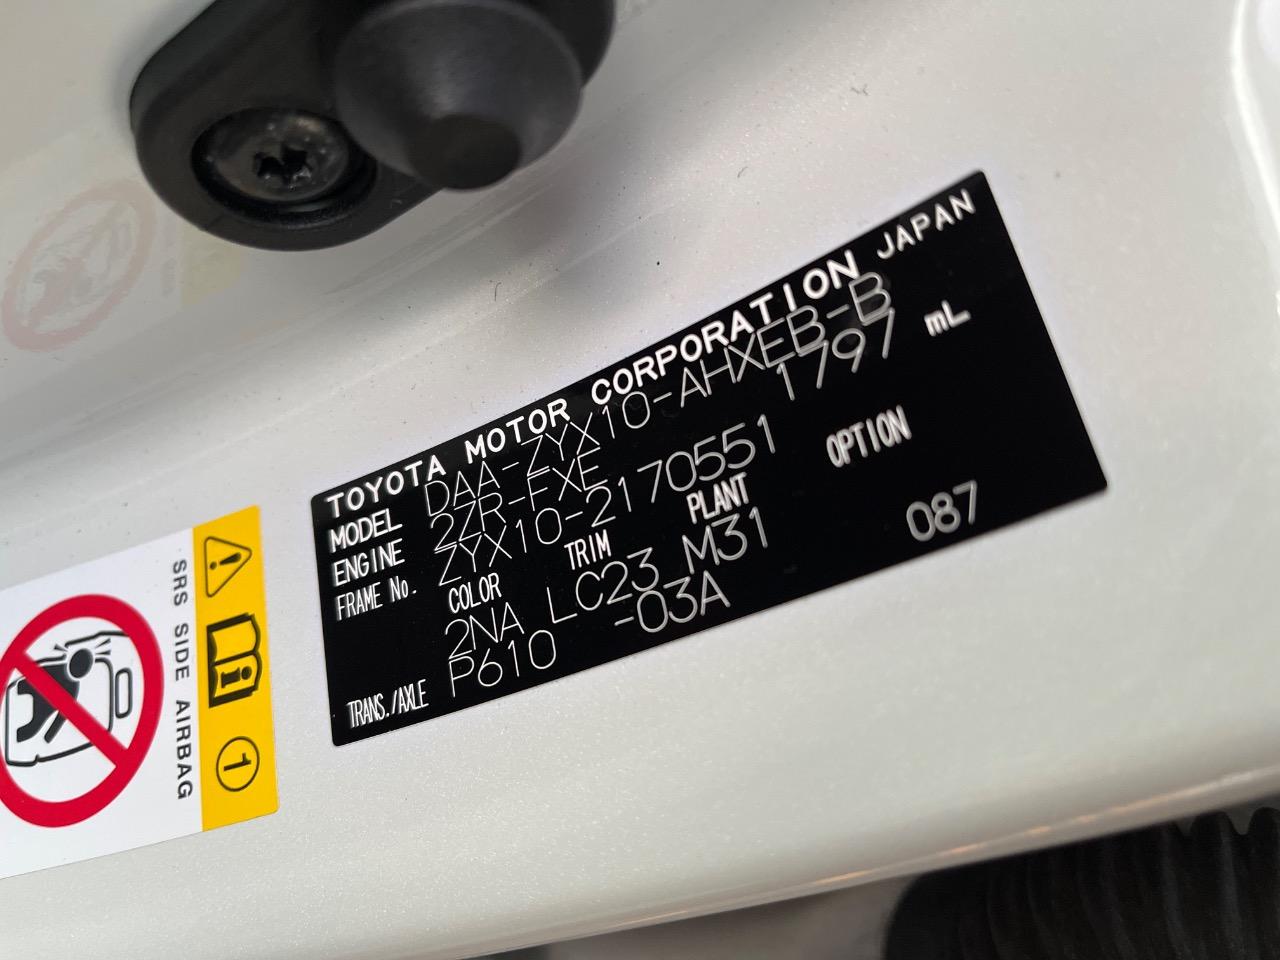 TOYOTA MOTOR CORPORATION JAPAN
MODEL DAA-ZYX10-AHXEB-B
ENGINE 2ZR-FXE 1797 mL
FRAME No. ZYX10-2170551
COLOR TRIM PLANT OPTION
2NA LC23 M31 087
TRANS./AXLE P610 -03A
SRS SIDE AIRBAG
1